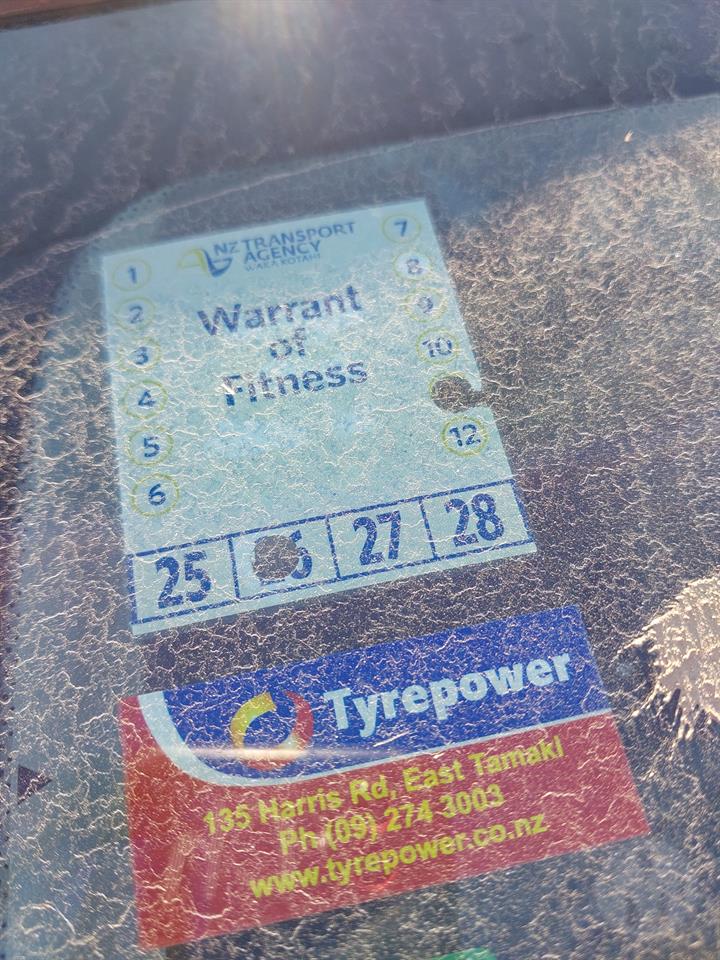 NZ TRANSPORT
AGENCY
WAKA KOTAHI
Warrant
of
Fitness
1
2
3
4
5
6
7
8
9
10
12
25 6 27 28
Tyrepower
135 Harris Rd, East Tamaki
Ph (09) 274 3003
www.tyrepower.co.nz